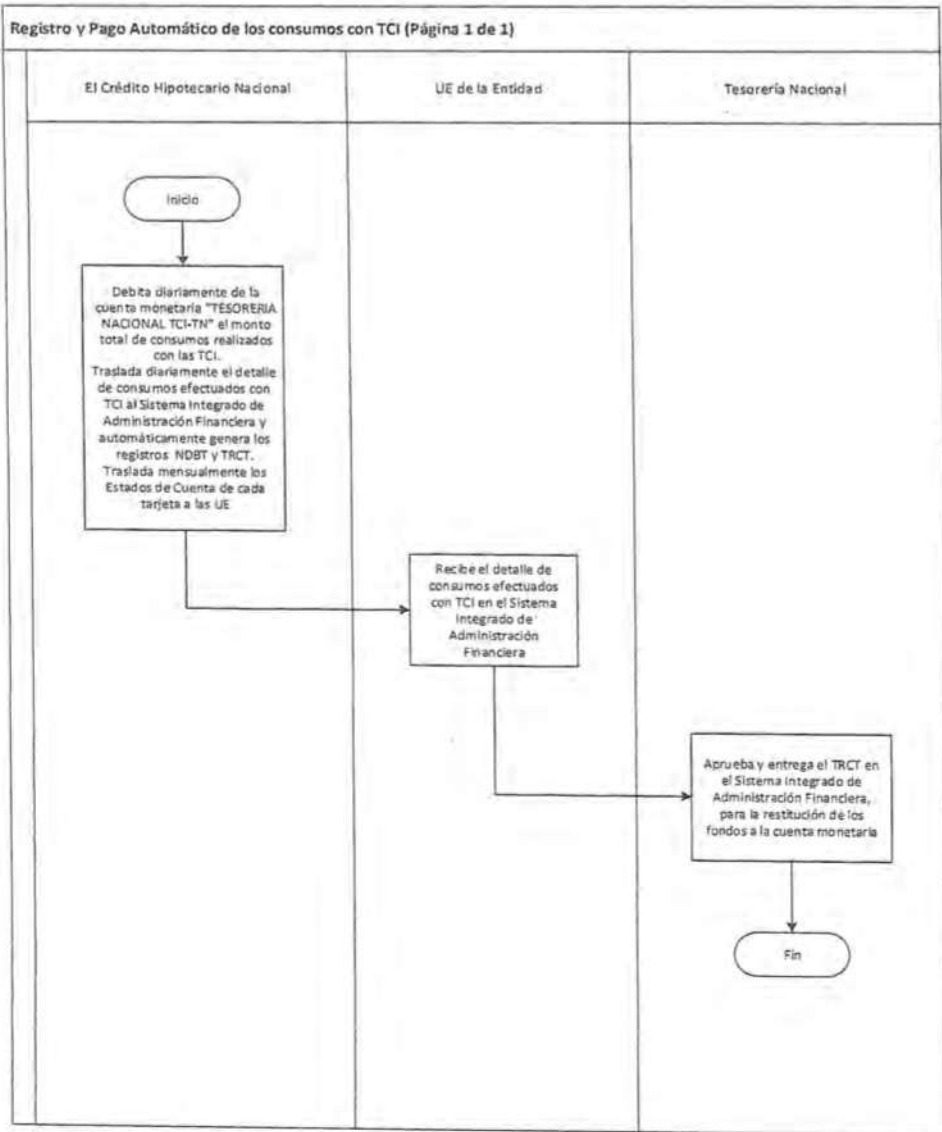 Registro y Pago Automático de los consumos con TCI (Página 1 de 1)
El Crédito Hipotecario Nacional
UE de la Entidad
Tesorería Nacional
Inicio
Debita diariamente de la
cuenta monetaria "TESORERIA
NACIONAL TCI-TN" el monto
total de consumos realizados
con las TCI.
Traslada diariamente el detalle
de consumos efectuados con
TCI al Sistema Integrado de
Administración Financiera y
automáticamente genera los
registros NDBT y TRCT.
Traslada mensualmente los
Estados de Cuenta de cada
tarjeta a las UE
Recibe el detalle de
consumos efectuados
con TCI en el Sistema
Integrado de
Administración
Financiera
Aprueba y entrega el TRCT en
el Sistema Integrado de
Administración Financiera,
para la restitución de los
fondos a la cuenta monetaria
Fin